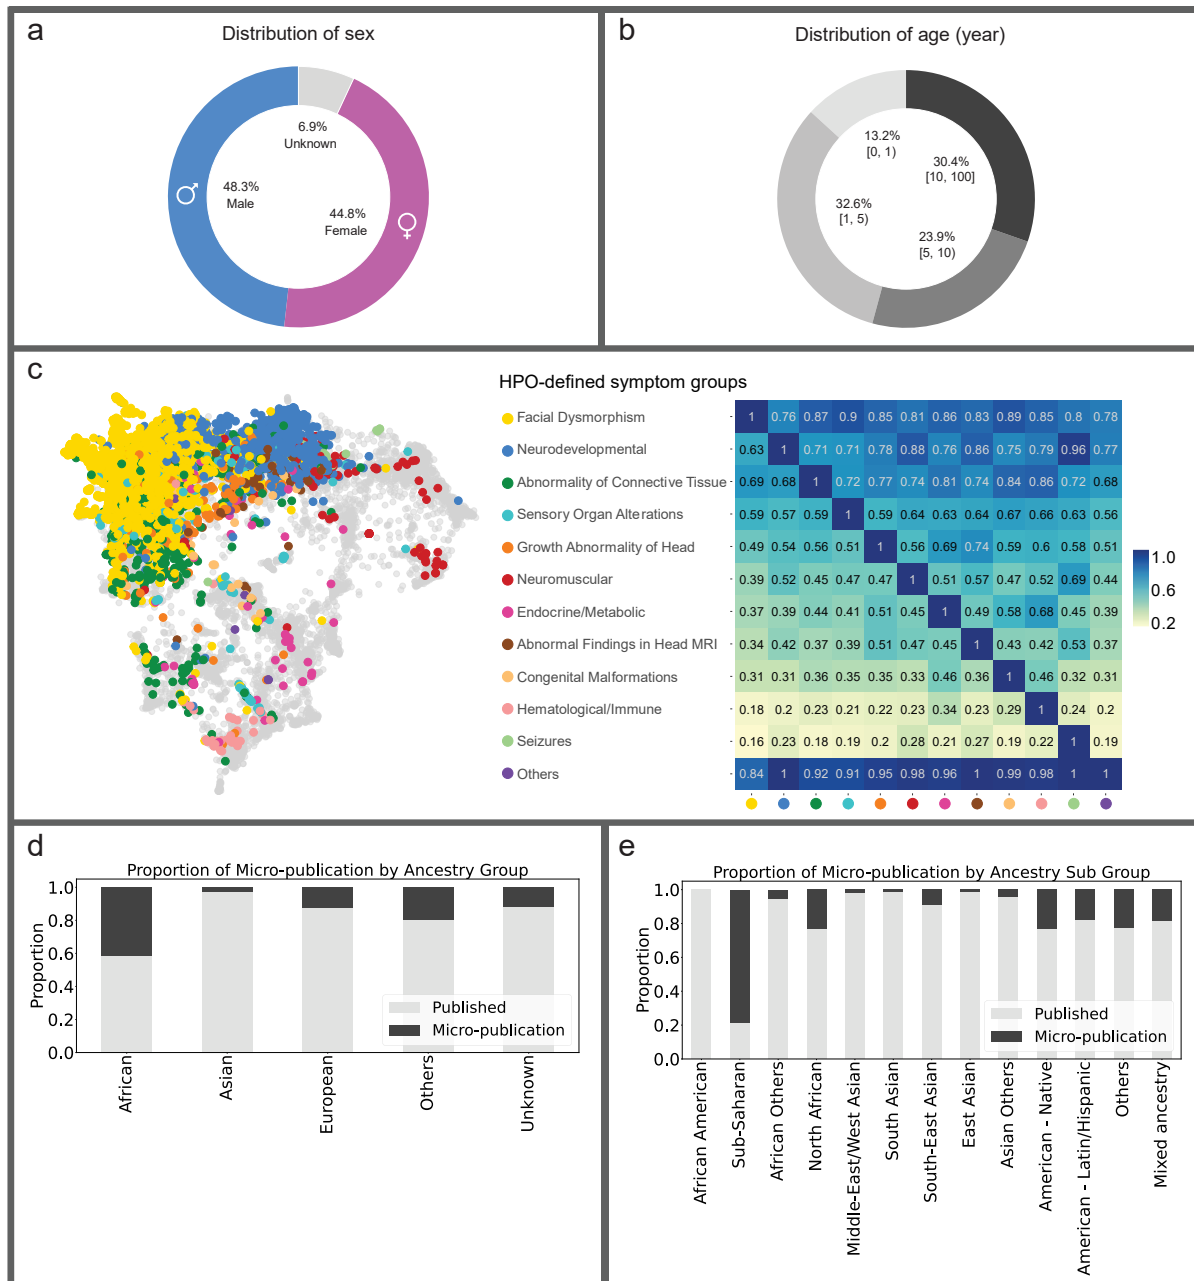 a
Distribution of sex
6.9%
Unknown
48.3%
Male
44.8%
Female
b
Distribution of age (year)
13.2%
[0, 1)
30.4%
[10, 100]
32.6%
[1, 5)
23.9%
[5, 10)
c
HPO-defined symptom groups
Facial Dysmorphism
1 0.76 0.87 0.9 0.85 0.81 0.86 0.83 0.89 0.85 0.8 0.78
Neurodevelopmental
0.63 1 0.71 0.71 0.78 0.88 0.76 0.86 0.75 0.79 0.96 0.77
Abnormality of Connective Tissue
0.69 0.68 1 0.72 0.77 0.74 0.81 0.74 0.84 0.86 0.72 0.68
Sensory Organ Alterations
0.59 0.57 0.59 1 0.59 0.64 0.63 0.64 0.67 0.66 0.63 0.56
Growth Abnormality of Head
0.49 0.54 0.56 0.51 1 0.56 0.69 0.74 0.59 0.6 0.58 0.51
Neuromuscular
0.39 0.52 0.45 0.47 0.47 1 0.51 0.57 0.47 0.52 0.69 0.44
Endocrine/Metabolic
0.37 0.39 0.44 0.41 0.51 0.45 1 0.49 0.58 0.68 0.45 0.39
Abnormal Findings in Head MRI
0.34 0.42 0.37 0.39 0.51 0.47 0.45 1 0.43 0.42 0.53 0.37
Congenital Malformations
0.31 0.31 0.36 0.35 0.35 0.33 0.46 0.36 1 0.46 0.32 0.31
Hematological/Immune
0.18 0.2 0.23 0.21 0.22 0.23 0.34 0.23 0.29 1 0.24 0.2
Seizures
0.16 0.23 0.18 0.19 0.2 0.28 0.21 0.27 0.19 0.22 1 0.19
Others
0.84 1 0.92 0.91 0.95 0.98 0.96 1 0.99 0.98 1 1
1.0
0.6
0.2
d
Proportion of Micro-publication by Ancestry Group
Proportion
1.0
0.8
0.6
0.4
0.2
0.0
Published
Micro-publication
African
Asian
European
Others
Unknown
e
Proportion of Micro-publication by Ancestry Sub Group
Proportion
1.0
0.8
0.6
0.4
0.2
0.0
Published
Micro-publication
African American
Sub-Saharan
African Others
North African
Middle-East/West Asian
South Asian
South-East Asian
East Asian
Asian Others
American - Native
American - Latin/Hispanic
Others
Mixed ancestry